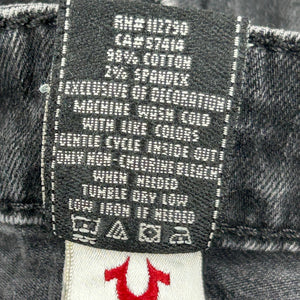 RN# 112790
CA# 57414
98% COTTON
2% SPANDEX
EXCLUSIVE OF DECORATION
MACHINE WASH COLD
WITH LIKE COLORS
GENTLE CYCLE INSIDE OUT
ONLY NON-CHLORINE BLEACH
WHEN NEEDED
TUMBLE DRY LOW
LOW IRON IF NEEDED